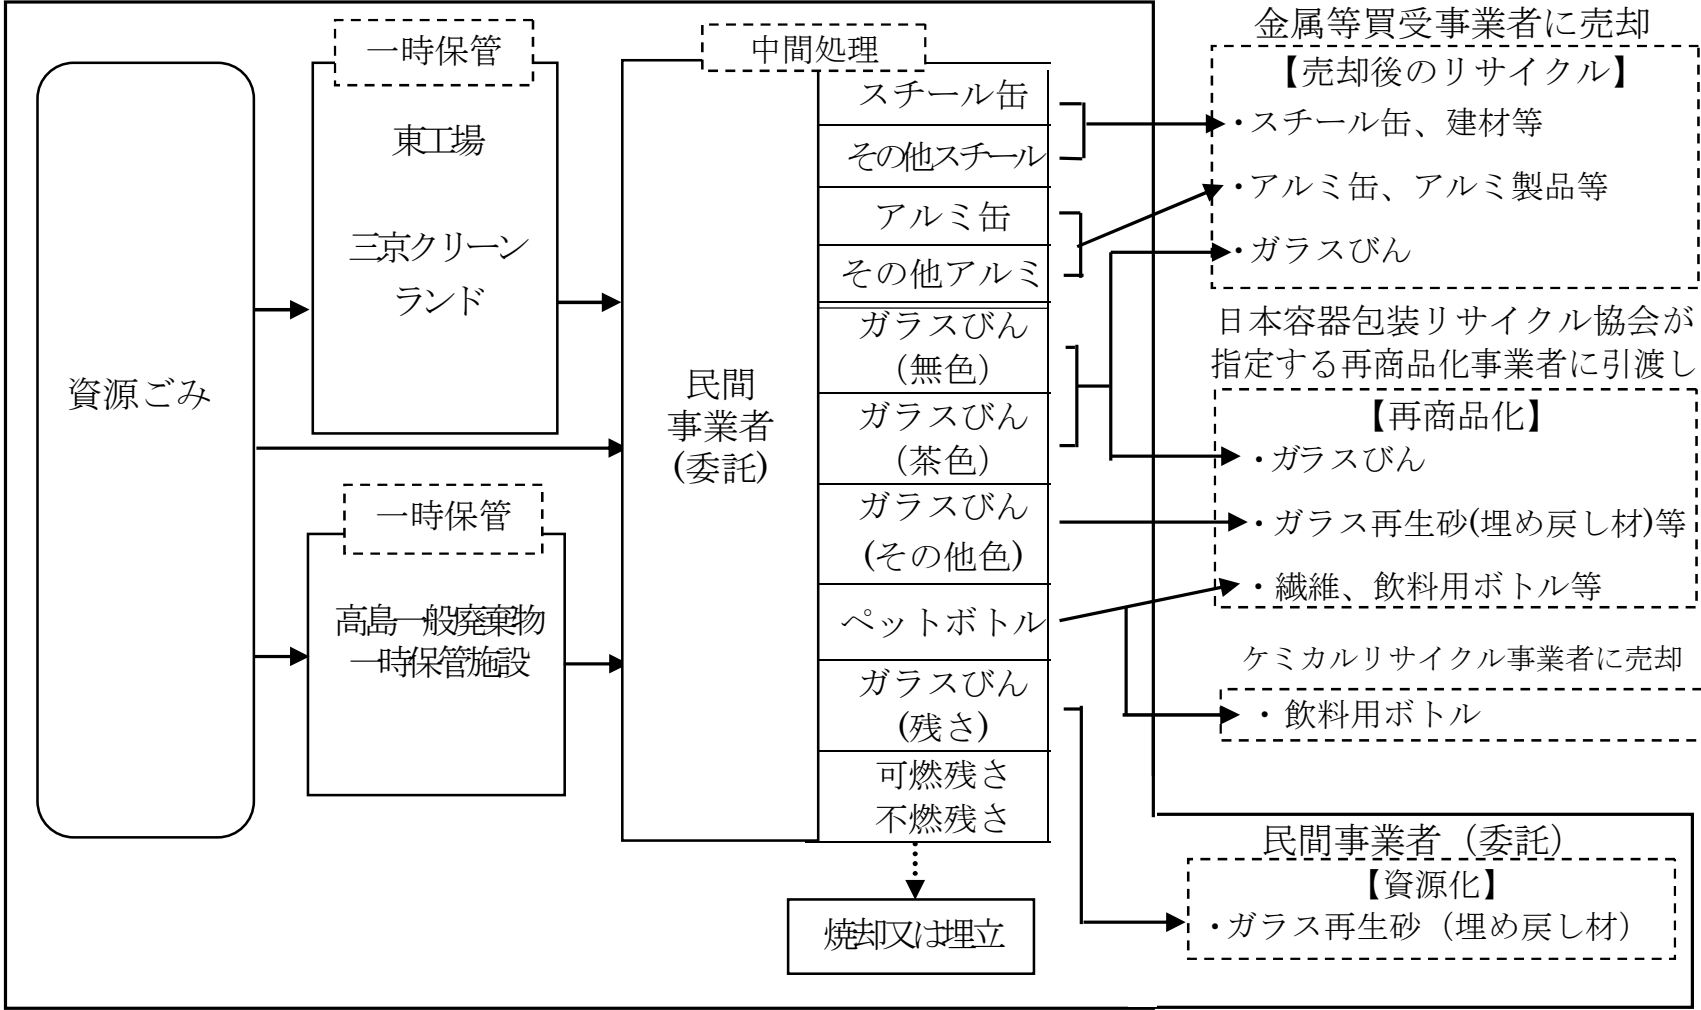 資源ごみ
一時保管
東工場
三京クリーン
ランド
一時保管
高島一般廃棄物
一時保管施設
中間処理
民間
事業者
(委託)
スチール缶
その他スチール
アルミ缶
その他アルミ
ガラスびん
（無色）
ガラスびん
（茶色）
ガラスびん
(その他色)
ペットボトル
ガラスびん
(残さ)
可燃残さ
不燃残さ
焼却又は埋立
金属等買受事業者に売却
【売却後のリサイクル】
・スチール缶、建材等
・アルミ缶、アルミ製品等
・ガラスびん
日本容器包装リサイクル協会が
指定する再商品化事業者に引渡し
【再商品化】
・ガラスびん
・ガラス再生砂(埋め戻し材)等
・繊維、飲料用ボトル等
ケミカルリサイクル事業者に売却
・飲料用ボトル
民間事業者（委託）
【資源化】
・ガラス再生砂（埋め戻し材）